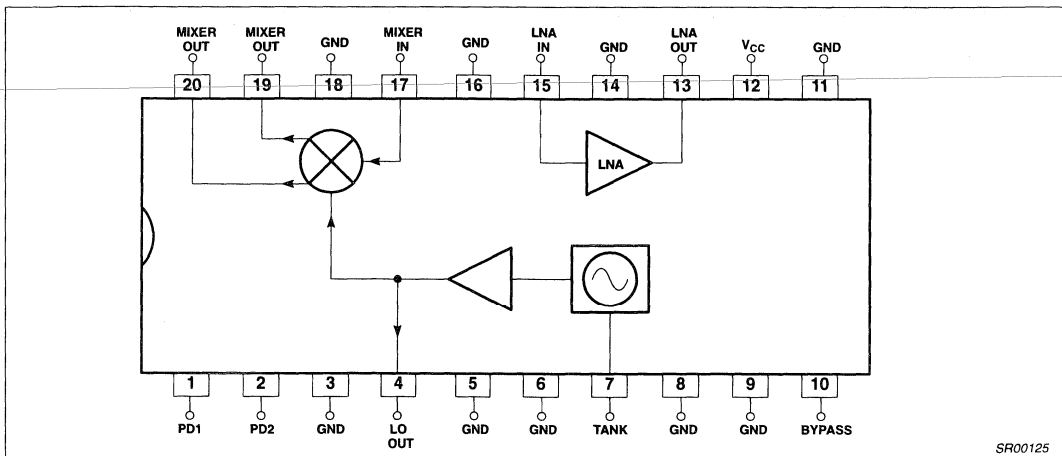 MIXER OUT
MIXER OUT
GND
MIXER IN
GND
LNA IN
GND
LNA OUT
VCC
GND
20 19 18 17 16 15 14 13 12 11
LNA
1 2 3 4 5 6 7 8 9 10
PD1
PD2
GND
LO OUT
GND
GND
TANK
GND
GND
BYPASS
SR00125